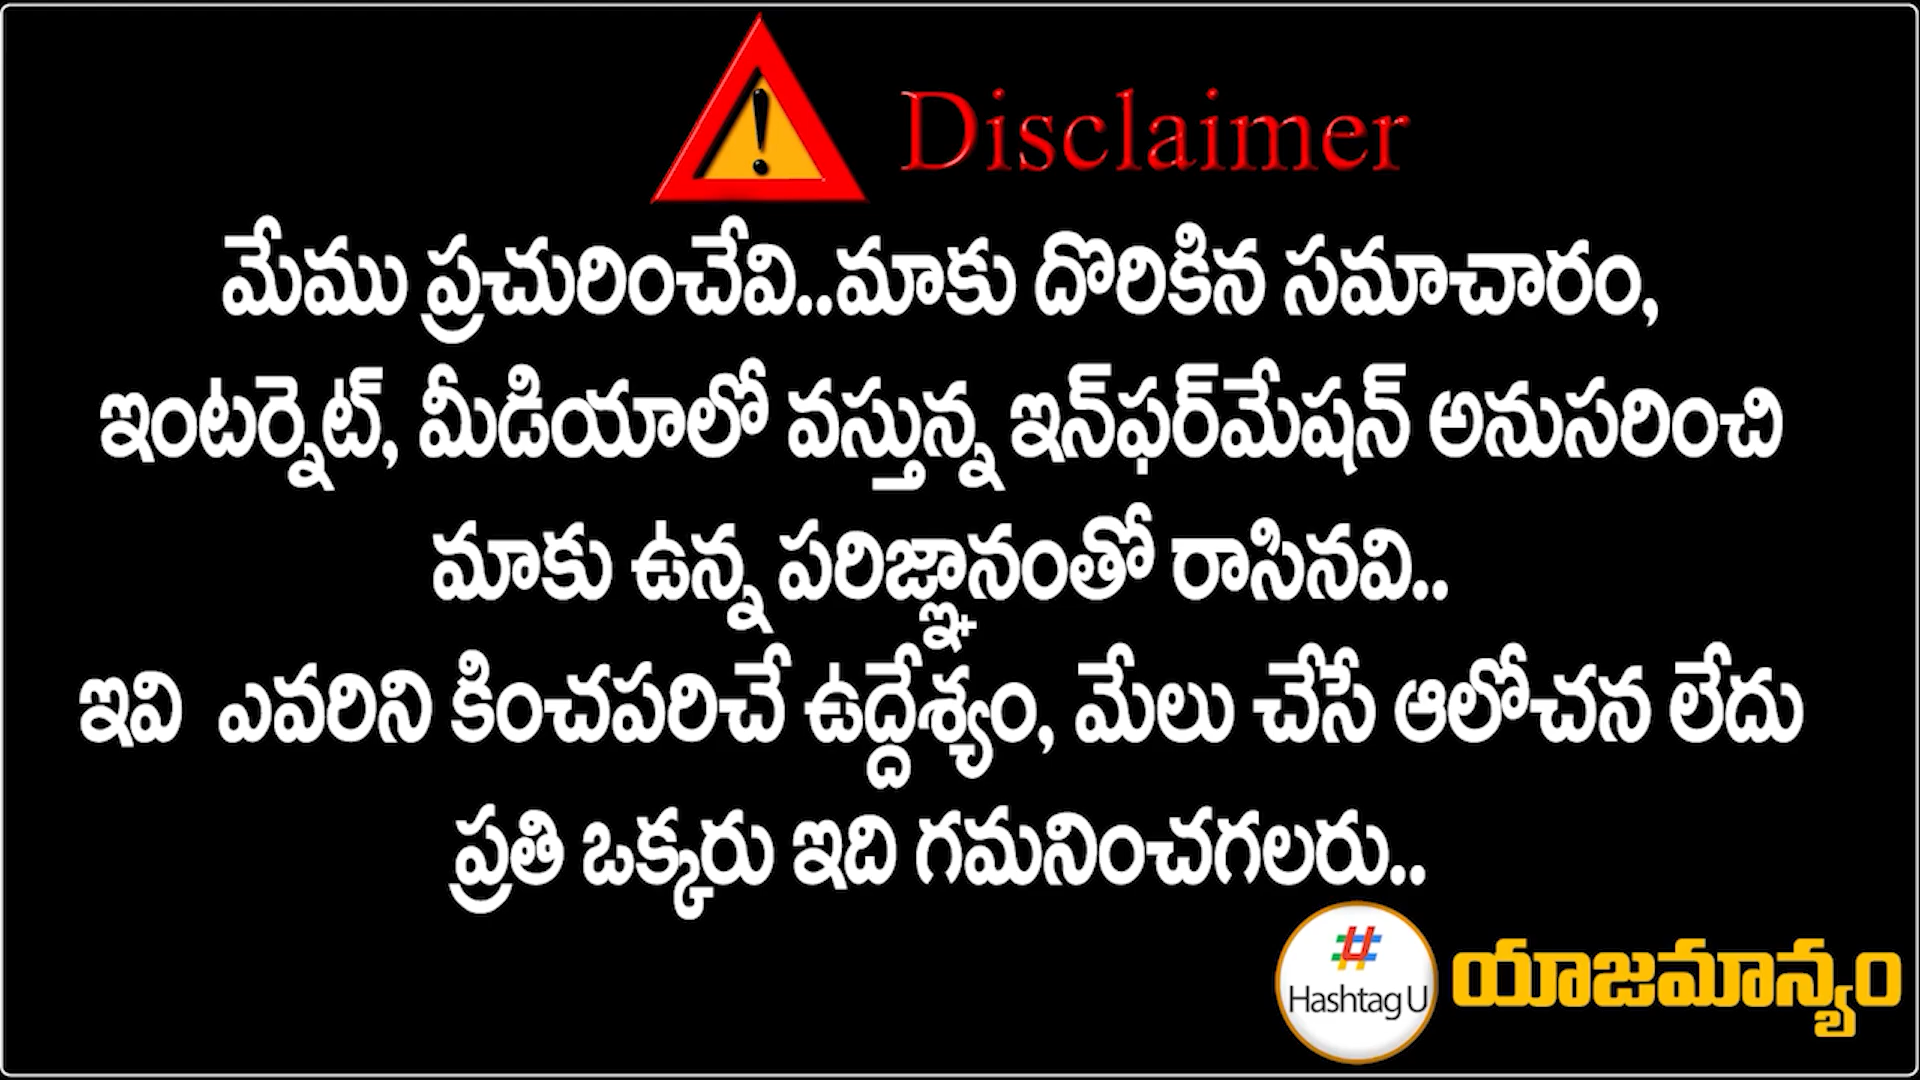 Disclaimer
మేము ప్రచురించేవి..మాకు దొరికిన సమాచారం,
ఇంటర్నెట్, మీడియాలో వస్తున్న ఇన్‌ఫర్‌మేషన్ అనుసరించి
మాకు ఉన్న పరిజ్ఞానంతో రాసినవి..
ఇవి ఎవరిని కించపరిచే ఉద్దేశ్యం, మేలు చేసే ఆలోచన లేదు
ప్రతి ఒక్కరు ఇది గమనించగలరు..
#
Hashtag U
యాజమాన్యం